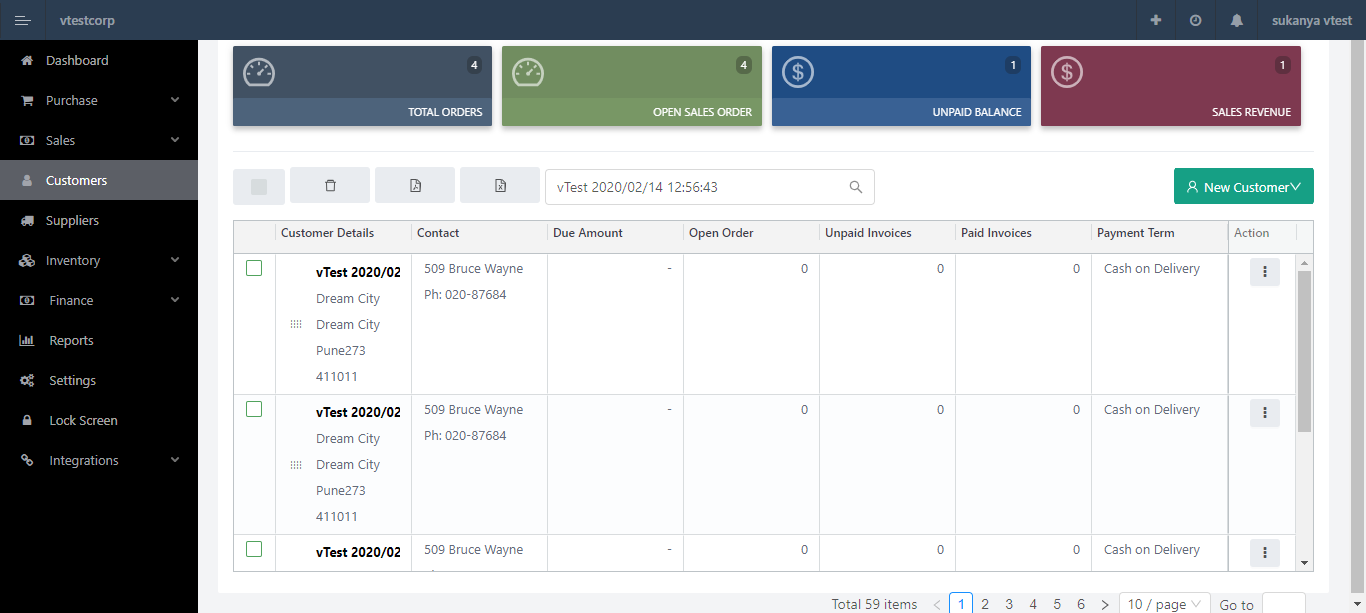 vtestcorp
sukanya vtest
Dashboard
Purchase
Sales
Customers
Suppliers
Inventory
Finance
Reports
Settings
Lock Screen
Integrations
4
TOTAL ORDERS
4
OPEN SALES ORDER
1
UNPAID BALANCE
1
SALES REVENUE
vTest 2020/02/14 12:56:43
New Customer
Customer Details Contact Due Amount Open Order Unpaid Invoices Paid Invoices Payment Term Action
vTest 2020/02 509 Bruce Wayne - 0 0 0 Cash on Delivery
Dream City Ph: 020-87684
Dream City
Pune273
411011
vTest 2020/02 509 Bruce Wayne - 0 0 0 Cash on Delivery
Dream City Ph: 020-87684
Dream City
Pune273
411011
vTest 2020/02 509 Bruce Wayne - 0 0 0 Cash on Delivery
Total 59 items < 1 2 3 4 5 6 > 10 / page Go to